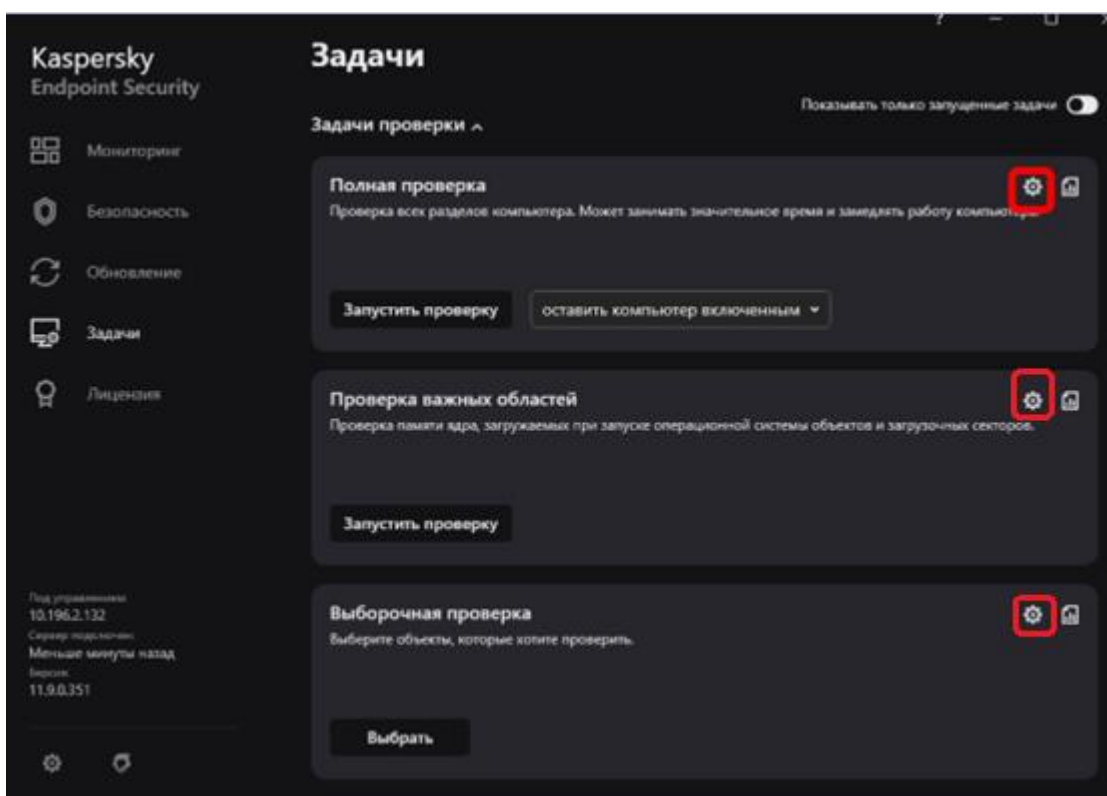 Kaspersky
Endpoint Security
Мониторинг
Безопасность
Обновление
Задачи
Лицензия
Под управлением:
10.196.2.132
Сервер подключен:
Меньше минуты назад
Версия:
11.9.0.351
Задачи
Показывать только запущенные задачи
Задачи проверки
Полная проверка
Проверка всех разделов компьютера. Может занимать значительное время и замедлять работу компьютера.
Запустить проверку
оставить компьютер включенным
Проверка важных областей
Проверка памяти ядра, загружаемых при запуске операционной системы объектов и загрузочных секторов.
Запустить проверку
Выборочная проверка
Выберите объекты, которые хотите проверить.
Выбрать